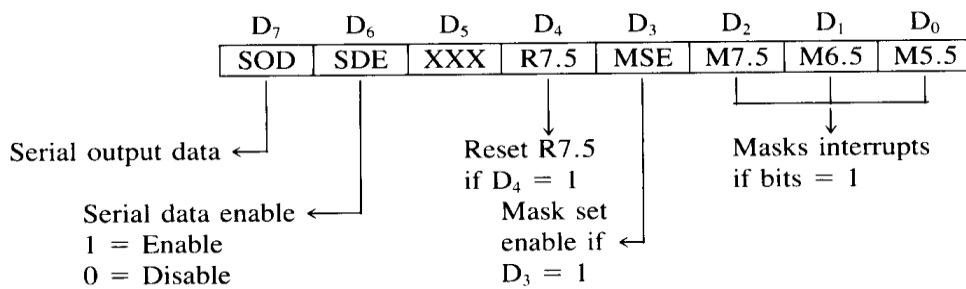 D₇ D₆ D₅ D₄ D₃ D₂ D₁ D₀
SOD SDE XXX R7.5 MSE M7.5 M6.5 M5.5
Serial output data
Serial data enable
1 = Enable
0 = Disable
Reset R7.5
if D₄ = 1
Mask set
enable if
D₃ = 1
Masks interrupts
if bits = 1